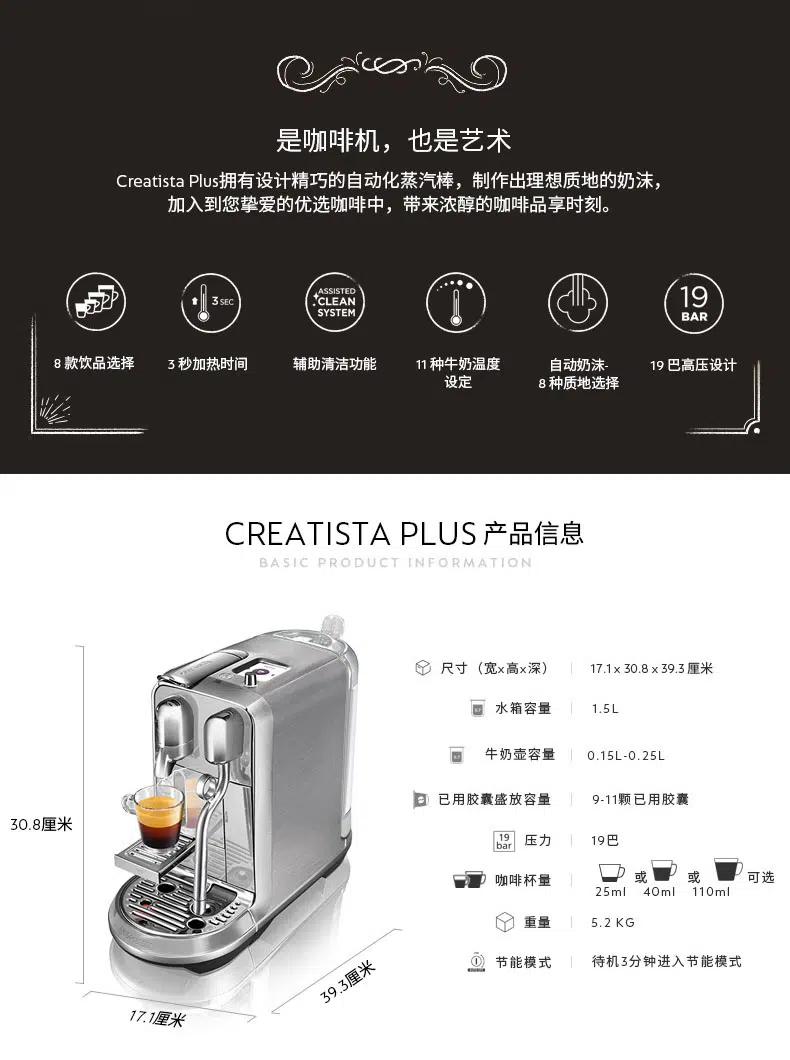 是咖啡机，也是艺术
Creatista Plus拥有设计精巧的自动化蒸汽棒，制作出理想质地的奶沫，
加入到您挚爱的优选咖啡中，带来浓醇的咖啡品享时刻。
3 SEC
ASSISTED
CLEAN
SYSTEM
19
BAR
8 款饮品选择
3 秒加热时间
辅助清洁功能
11 种牛奶温度
设定
自动奶沫-
8 种质地选择
19 巴高压设计
CREATISTA PLUS 产品信息
BASIC PRODUCT INFORMATION
尺寸（宽x高x深） 17.1 x 30.8 x 39.3 厘米
水箱容量 1.5L
牛奶壶容量 0.15L-0.25L
已用胶囊盛放容量 9-11颗已用胶囊
19
bar
压力 19巴
咖啡杯量 或 或 可选
25ml 40ml 110ml
重量 5.2 KG
节能模式 待机3分钟进入节能模式
30.8厘米
17.1厘米
39.3厘米